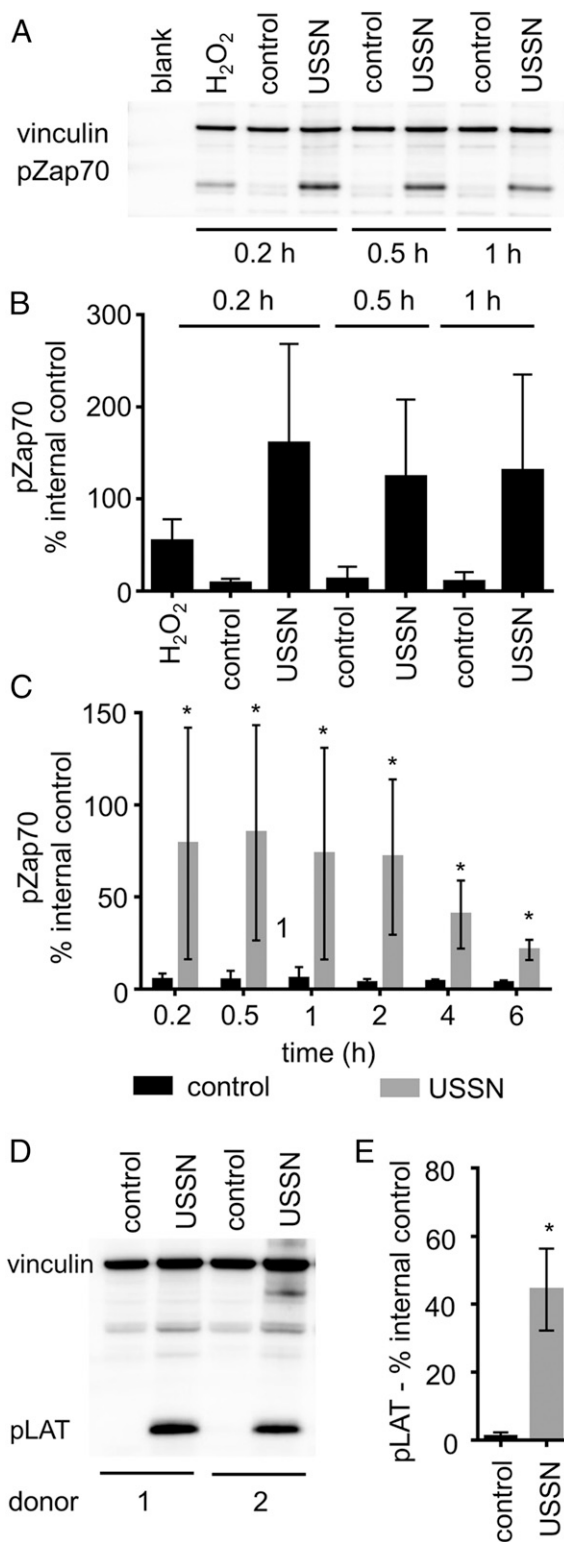 A
blank
H₂O₂
control
USSN
control
USSN
control
USSN
vinculin
pZap70
0.2 h
0.5 h
1 h
B
0.2 h
0.5 h
1 h
pZap70
% internal control
300
200
100
0
H₂O₂
control
USSN
control
USSN
control
USSN
C
pZap70
% internal control
150
100
50
0
* * * * * *
1
0.2 0.5 1 2 4 6
time (h)
control USSN
D
control
USSN
control
USSN
vinculin
pLAT
donor 1 2
E
pLAT - % internal control
80
60
40
20
0
*
control
USSN